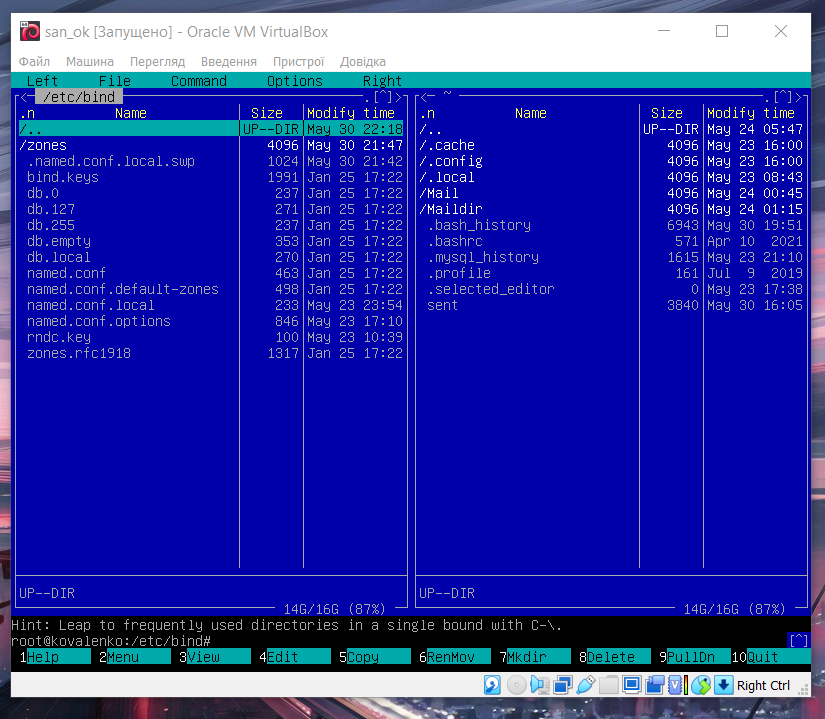 san_ok [Запущено] - Oracle VM VirtualBox
Файл Машина Перегляд Введення Пристрої Довідка
Left File Command Options Right
<─ /etc/bind .[^]> <─ ~ .[^]>
.n Name Size Modify time .n Name Size Modify time
/.. UP--DIR May 30 22:18 /.. UP--DIR May 24 05:47
/zones 4096 May 30 21:47 /.cache 4096 May 23 16:00
.named.conf.local.swp 1024 May 30 21:42 /.config 4096 May 23 16:00
bind.keys 1991 Jan 25 17:22 /.local 4096 May 23 08:43
db.0 237 Jan 25 17:22 /Mail 4096 May 24 00:45
db.127 271 Jan 25 17:22 /Maildir 4096 May 24 01:15
db.255 237 Jan 25 17:22 .bash_history 6943 May 30 19:51
db.empty 353 Jan 25 17:22 .bashrc 571 Apr 10 2021
db.local 270 Jan 25 17:22 .mysql_history 1615 May 23 21:10
named.conf 463 Jan 25 17:22 .profile 161 Jul 9 2019
named.conf.default-zones 498 Jan 25 17:22 .selected_editor 0 May 23 17:38
named.conf.local 233 May 23 23:54 sent 3840 May 30 16:05
named.conf.options 846 May 23 17:10
rndc.key 100 May 23 10:39
zones.rfc1918 1317 Jan 25 17:22
UP--DIR UP--DIR
14G/16G (87%) 14G/16G (87%)
Hint: Leap to frequently used directories in a single bound with C-\.
root@kovalenko:/etc/bind# [^]
1Help 2Menu 3View 4Edit 5Copy 6RenMov 7Mkdir 8Delete 9PullDn 10Quit
Right Ctrl